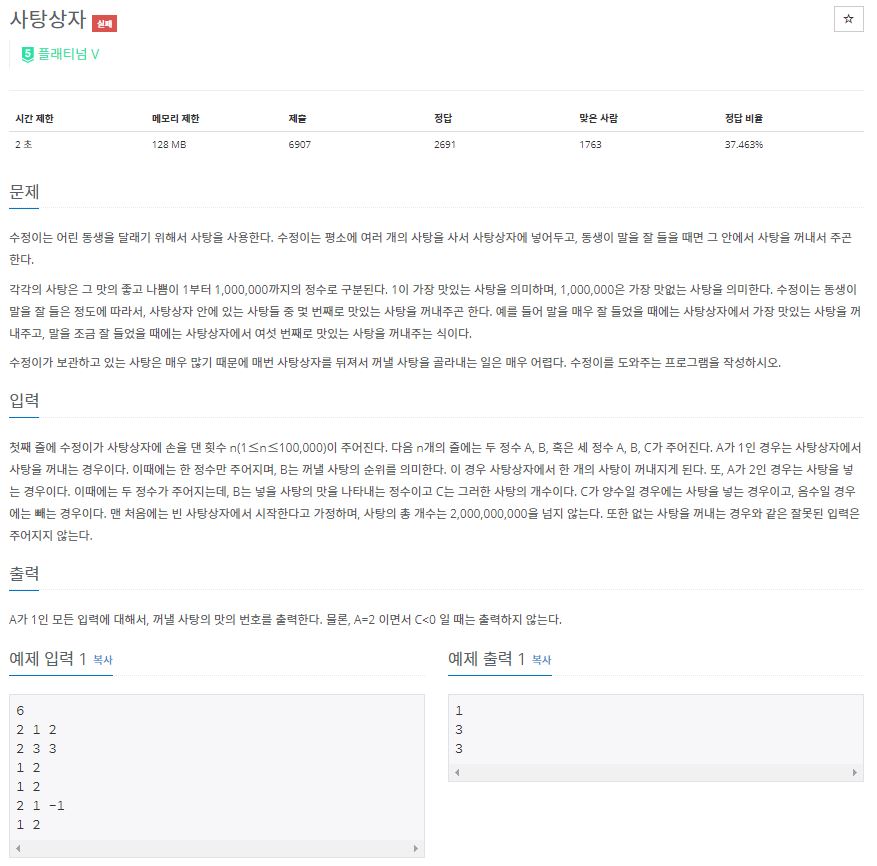 사탕상자 실패
☆
5 플래티넘 V
시간 제한 메모리 제한 제출 정답 맞은 사람 정답 비율
2 초 128 MB 6907 2691 1763 37.463%
문제
수정이는 어린 동생을 달래기 위해서 사탕을 사용한다. 수정이는 평소에 여러 개의 사탕을 사서 사탕상자에 넣어두고, 동생이 말을 잘 들을 때면 그 안에서 사탕을 꺼내서 주곤
한다.
각각의 사탕은 그 맛의 좋고 나쁨이 1부터 1,000,000까지의 정수로 구분된다. 1이 가장 맛있는 사탕을 의미하며, 1,000,000은 가장 맛없는 사탕을 의미한다. 수정이는 동생이
말을 잘 들은 정도에 따라서, 사탕상자 안에 있는 사탕들 중 몇 번째로 맛있는 사탕을 꺼내주곤 한다. 예를 들어 말을 매우 잘 들었을 때에는 사탕상자에서 가장 맛있는 사탕을 꺼
내주고, 말을 조금 잘 들었을 때에는 사탕상자에서 여섯 번째로 맛있는 사탕을 꺼내주는 식이다.
수정이가 보관하고 있는 사탕은 매우 많기 때문에 매번 사탕상자를 뒤져서 꺼낼 사탕을 골라내는 일은 매우 어렵다. 수정이를 도와주는 프로그램을 작성하시오.
입력
첫째 줄에 수정이가 사탕상자에 손을 댄 횟수 n(1≤n≤100,000)이 주어진다. 다음 n개의 줄에는 두 정수 A, B, 혹은 세 정수 A, B, C가 주어진다. A가 1인 경우는 사탕상자에서
사탕을 꺼내는 경우이다. 이때에는 한 정수만 주어지며, B는 꺼낼 사탕의 순위를 의미한다. 이 경우 사탕상자에서 한 개의 사탕이 꺼내지게 된다. 또, A가 2인 경우는 사탕을 넣
는 경우이다. 이때에는 두 정수가 주어지는데, B는 넣을 사탕의 맛을 나타내는 정수이고 C는 그러한 사탕의 개수이다. C가 양수일 경우에는 사탕을 넣는 경우이고, 음수일 경우
에는 빼는 경우이다. 맨 처음에는 빈 사탕상자에서 시작한다고 가정하며, 사탕의 총 개수는 2,000,000,000을 넘지 않는다. 또한 없는 사탕을 꺼내는 경우와 같은 잘못된 입력은
주어지지 않는다.
출력
A가 1인 모든 입력에 대해서, 꺼낼 사탕의 맛의 번호를 출력한다. 물론, A=2 이면서 C<0 일 때는 출력하지 않는다.
예제 입력 1 복사
6
2 1 2
2 3 3
1 2
1 2
2 1 -1
1 2
예제 출력 1 복사
1
3
3